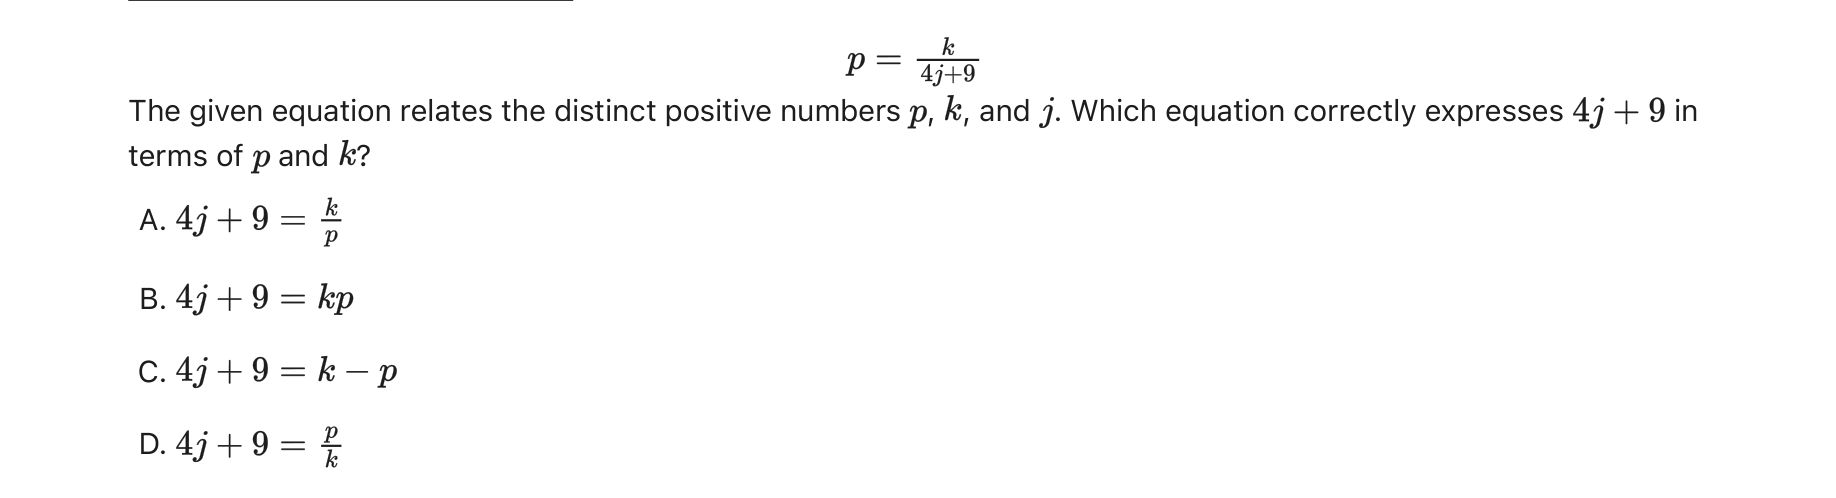 p = k/(4j+9)
The given equation relates the distinct positive numbers p, k, and j. Which equation correctly expresses 4j + 9 in
terms of p and k?
A. 4j + 9 = k/p
B. 4j + 9 = kp
C. 4j + 9 = k − p
D. 4j + 9 = p/k